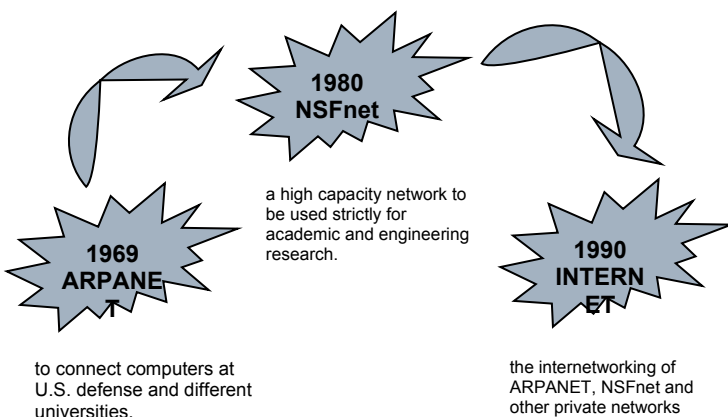 1969
ARPANE
T
to connect computers at
U.S. defense and different
universities.
1980
NSFnet
a high capacity network to
be used strictly for
academic and engineering
research.
1990
INTERN
ET
the internetworking of
ARPANET, NSFnet and
other private networks